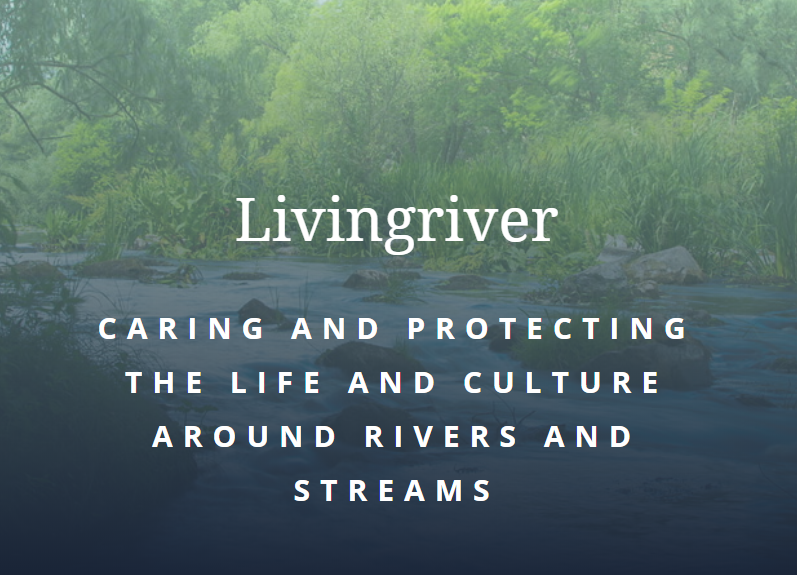 Livingriver
CARING AND PROTECTING
THE LIFE AND CULTURE
AROUND RIVERS AND
STREAMS